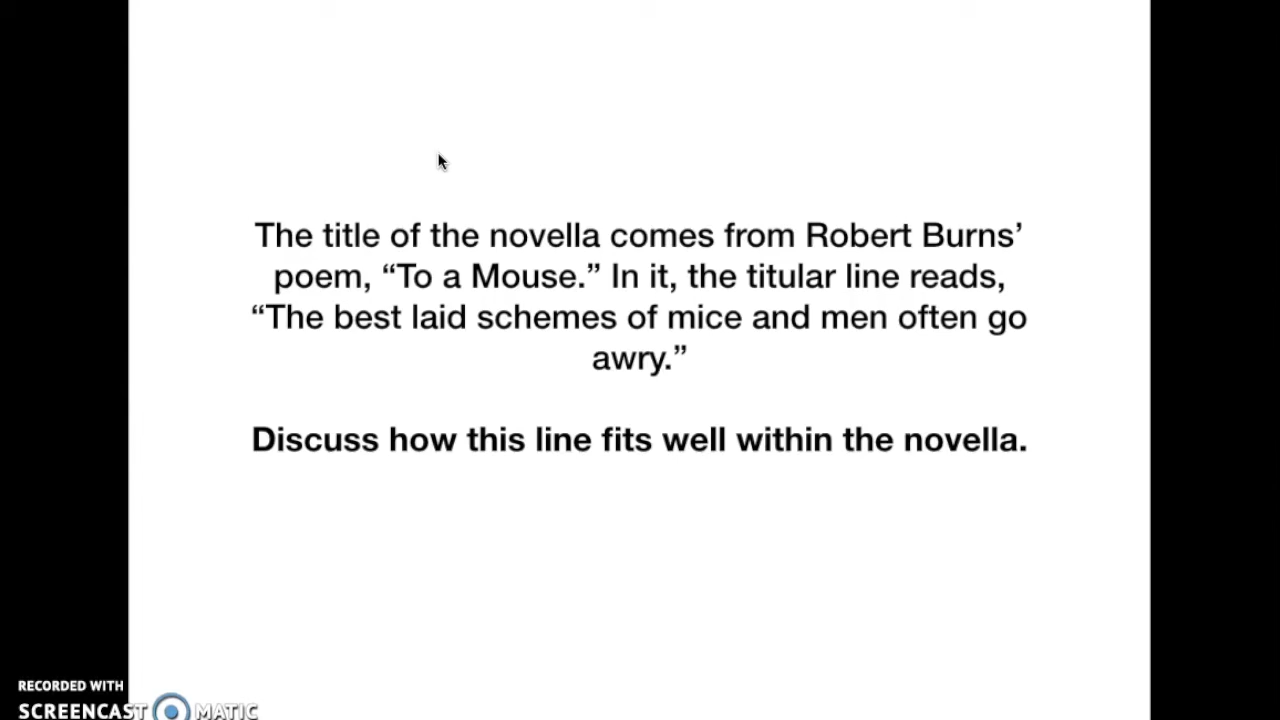 The title of the novella comes from Robert Burns’
poem, “To a Mouse.” In it, the titular line reads,
“The best laid schemes of mice and men often go
awry.”
Discuss how this line fits well within the novella.
RECORDED WITH
SCREENCAST MATIC